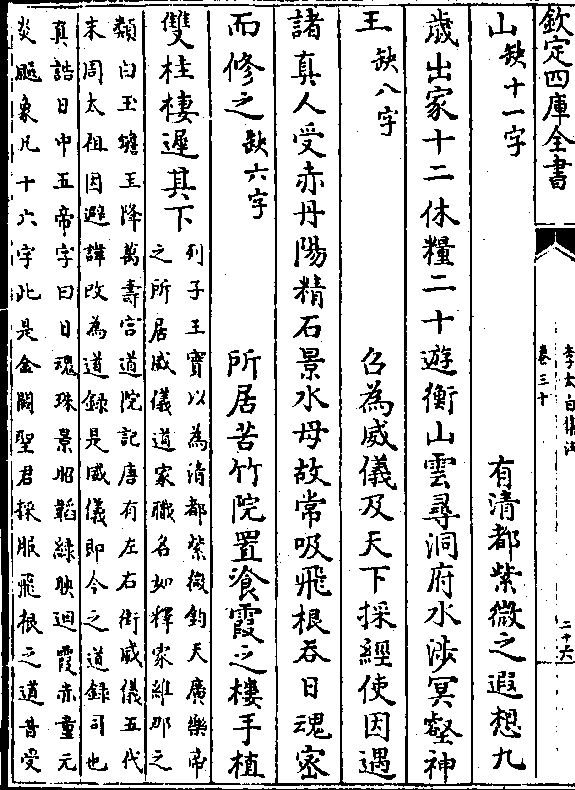 欽定四庫全書
李太白集注
卷三十
二十六
山缺十一字
有清都紫微之遐想九
歲出家十二休糧二十遊衡山雲尋洞府水涉冥壑神
王缺八字
召為威儀及天下採經使因遇
諸真人受赤丹陽精石景水母故常吸飛根吞日魂密
而修之缺六字
所居苦竹院置飡霞之樓手植
雙桂棲遲其下
列子王實以為清都紫微鈞天廣樂帝
之所居威儀道家職名如釋家維那之
類白玉蟾玉隆萬壽宫道院記唐有左右街威儀五代
末周太祖因避諱改為道録是威儀即今之道録司也
真誥日中五帝字曰日魂珠景昭韜綠映迴霞赤童元
炎飈象凡十六字此是金闕聖君採服飛根之道昔受